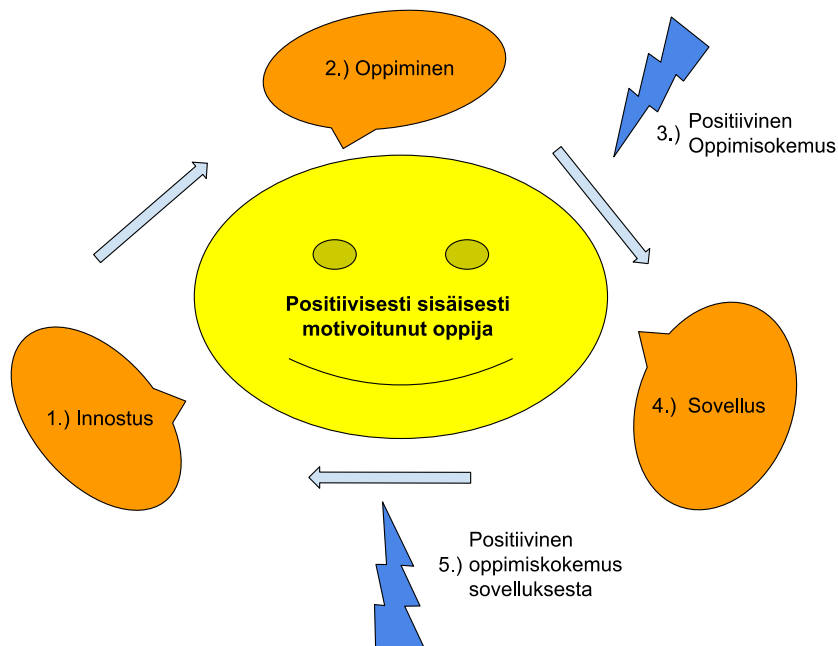 2.) Oppiminen
3.) Positiivinen
Oppimisokemus
Positiivisesti sisäisesti
motivoitunut oppija
1.) Innostus
4.) Sovellus
Positiivinen
5.) oppimiskokemus
sovelluksesta